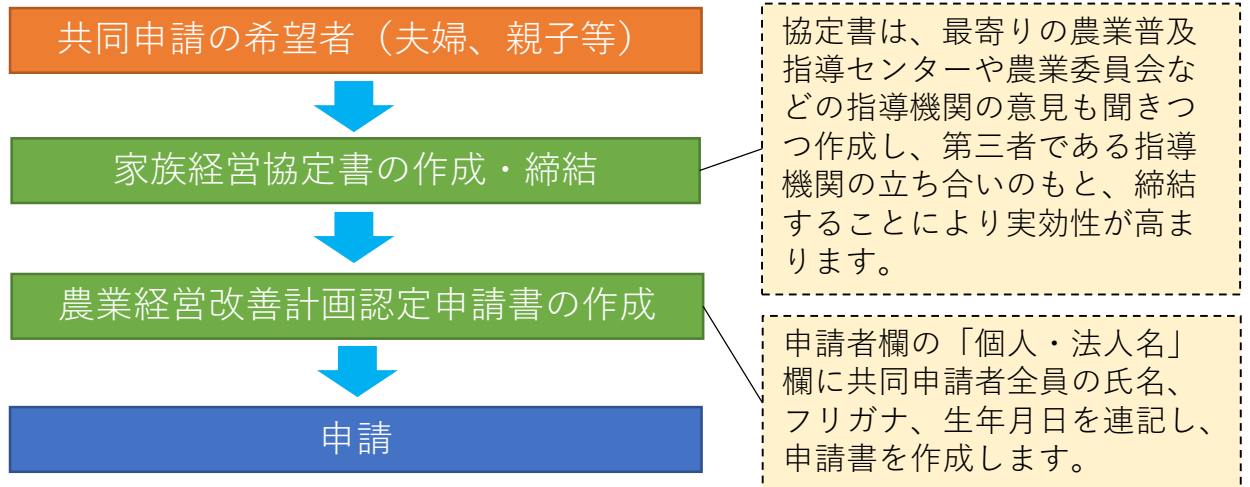 共同申請の希望者（夫婦、親子等）
家族経営協定書の作成・締結
協定書は、最寄りの農業普及
指導センターや農業委員会な
どの指導機関の意見も聞きつ
つ作成し、第三者である指導
機関の立ち合いのもと、締結
することにより実効性が高ま
ります。
農業経営改善計画認定申請書の作成
申請者欄の「個人・法人名」
欄に共同申請者全員の氏名、
フリガナ、生年月日を連記し、
申請書を作成します。
申請